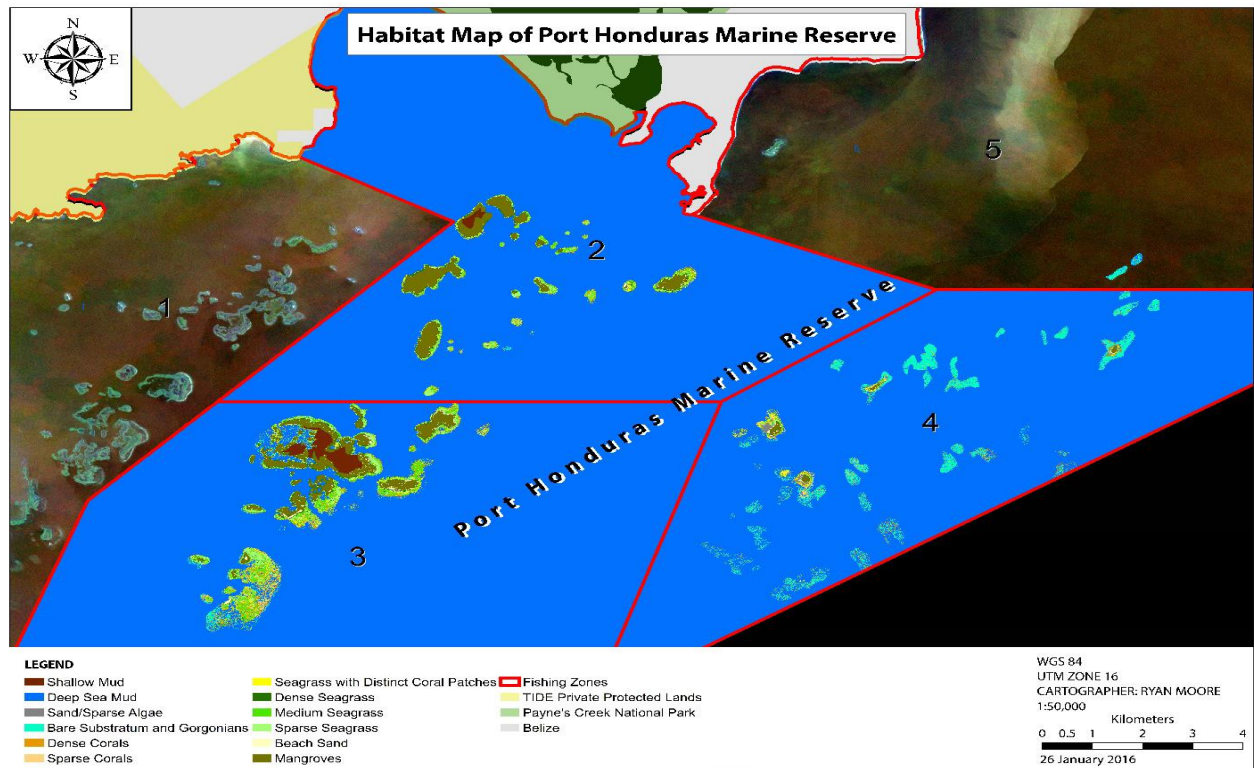 Habitat Map of Port Honduras Marine Reserve
N
W E
S
5
2
1
Port Honduras Marine Reserve
4
3
LEGEND
Shallow Mud
Deep Sea Mud
Sand/Sparse Algae
Bare Substratum and Gorgonians
Dense Corals
Sparse Corals
Seagrass with Distinct Coral Patches
Dense Seagrass
Medium Seagrass
Sparse Seagrass
Beach Sand
Mangroves
Fishing Zones
TIDE Private Protected Lands
Payne's Creek National Park
Belize
WGS 84
UTM ZONE 16
CARTOGRAPHER: RYAN MOORE
1:50,000
Kilometers
0 0.5 1 2 3 4
26 January 2016